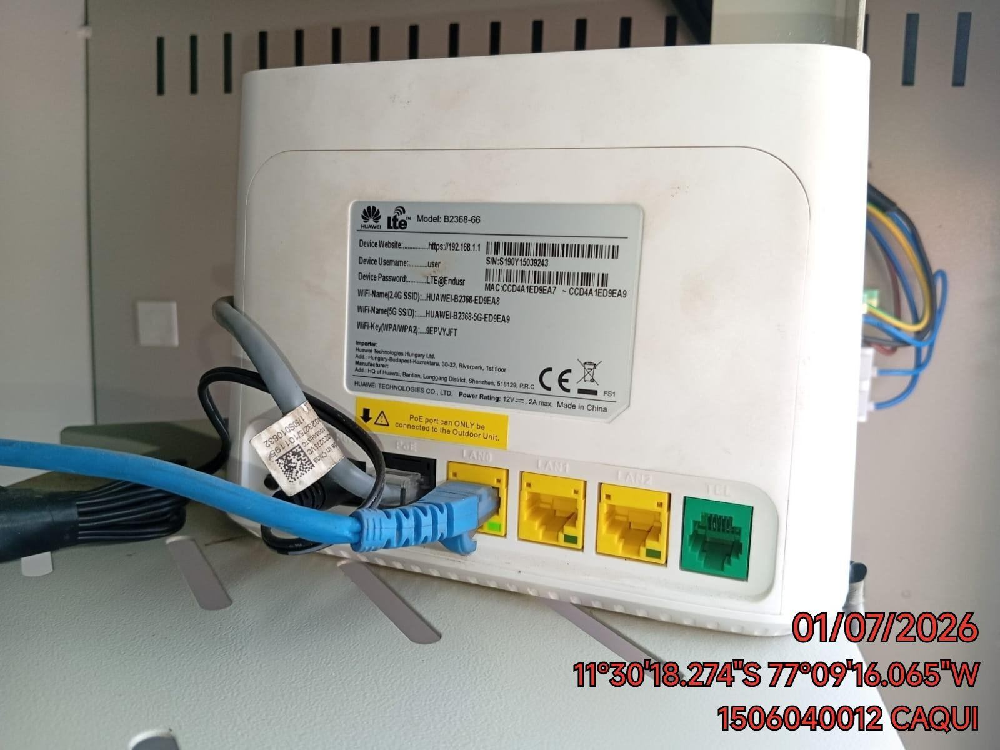 HUAWEI
Lte™ Model: B2368-66
Device Website:................https://192.168.1.1
Device Username:............user
Device Password:............LTE@Endusr
S/N:S190Y15039243
MAC:CCD4A1ED9EA7 ~ CCD4A1ED9EA9
WiFi-Name(2.4G SSID):...HUAWEI-B2368-ED9EA8
WiFi-Name(5G SSID):......HUAWEI-B2368-5G-ED9EA9
WiFi-Key(WPA/WPA2):....9EPVYJFT
Importer:
Huawei Technologies Hungary Ltd.
Add.: Hungary-Budapest-Kozraktaru. 30-32, Riverpark, 1st floor
Manufacturer:
Add.: HQ of Huawei, Bantian, Longgang District, Shenzhen, 518129, P.R.C
CE
FS1
HUAWEI TECHNOLOGIES CO., LTD. Power Rating: 12V⎓, 2A max. Made in China
PoE port can ONLY be
connected to the Outdoor Unit.
PoE
LAN0
LAN1
LAN2
TEL
01/07/2026
11°30'18.274"S 77°09'16.065"W
1506040012 CAQUI